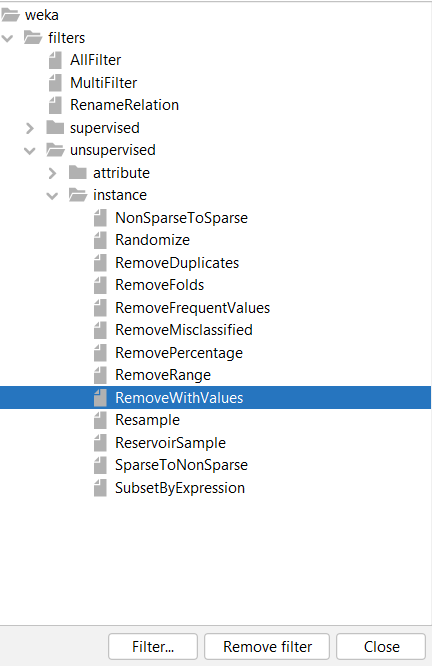 weka
filters
AllFilter
MultiFilter
RenameRelation
supervised
unsupervised
attribute
instance
NonSparseToSparse
Randomize
RemoveDuplicates
RemoveFolds
RemoveFrequentValues
RemoveMisclassified
RemovePercentage
RemoveRange
RemoveWithValues
Resample
ReservoirSample
SparseToNonSparse
SubsetByExpression
Filter... Remove filter Close